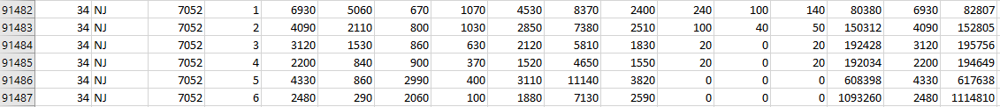 91482 34 NJ 7052 1 6930 5060 670 1070 4530 8370 2400 240 100 140 80380 6930 82807
91483 34 NJ 7052 2 4090 2110 800 1030 2850 7380 2510 100 40 50 150312 4090 152805
91484 34 NJ 7052 3 3120 1530 860 630 2120 5810 1830 20 0 20 192428 3120 195756
91485 34 NJ 7052 4 2200 840 900 370 1520 4650 1550 20 0 20 192034 2200 194649
91486 34 NJ 7052 5 4330 860 2990 400 3110 11140 3820 0 0 0 608398 4330 617638
91487 34 NJ 7052 6 2480 290 2060 100 1880 7130 2590 0 0 0 1093260 2480 1114810